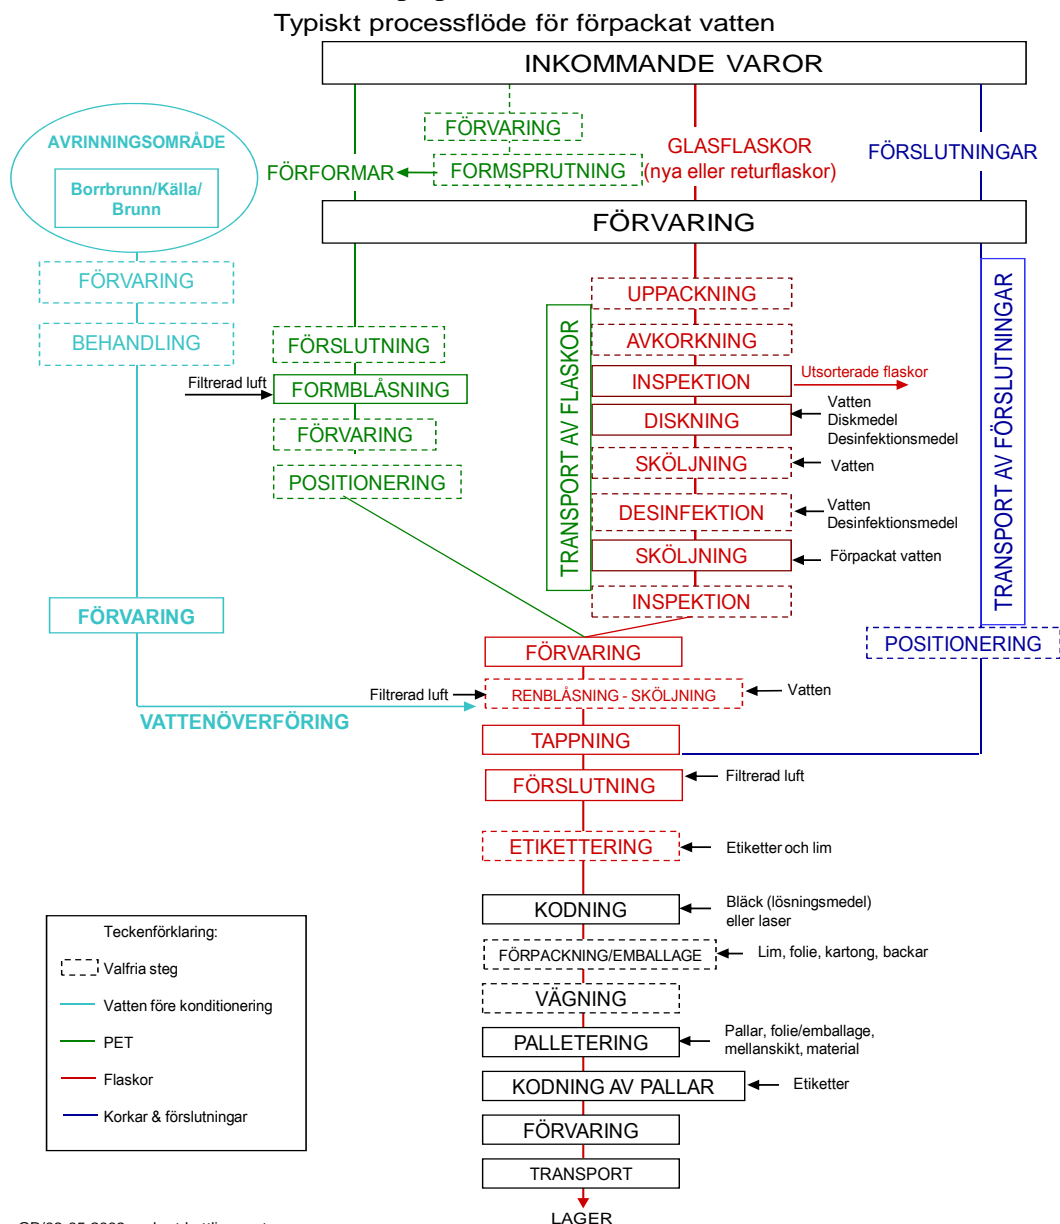 Typiskt processflöde för förpackat vatten
INKOMMANDE VAROR
AVRINNINGSOMRÅDE
Borrbrunn/Källa/
Brunn
FÖRVARING
FORMSPRUTNING
FÖRFORMAR
GLASFLASKOR
(nya eller returflaskor)
FÖRSLUTNINGAR
FÖRVARING
FÖRVARING
BEHANDLING
FÖRVARING
VATTENÖVERFÖRING
FÖRSLUTNING
Filtrerad luft
FORMBLÅSNING
FÖRVARING
POSITIONERING
TRANSPORT AV FLASKOR
UPPACKNING
AVKORKNING
INSPEKTION
Utsorterade flaskor
DISKNING
Vatten
Diskmedel
Desinfektionsmedel
SKÖLJNING
Vatten
DESINFEKTION
Vatten
Desinfektionsmedel
SKÖLJNING
Förpackat vatten
INSPEKTION
TRANSPORT AV FÖRSLUTNINGAR
POSITIONERING
FÖRVARING
Filtrerad luft
RENBLÅSNING - SKÖLJNING
Vatten
TAPPNING
FÖRSLUTNING
Filtrerad luft
ETIKETTERING
Etiketter och lim
KODNING
Bläck (lösningsmedel)
eller laser
FÖRPACKNING/EMBALLAGE
Lim, folie, kartong, backar
VÄGNING
PALLETERING
Pallar, folie/emballage,
mellanskikt, material
KODNING AV PALLAR
Etiketter
FÖRVARING
TRANSPORT
LAGER
Teckenförklaring:
Valfria steg
Vatten före konditionering
PET
Flaskor
Korkar & förslutningar